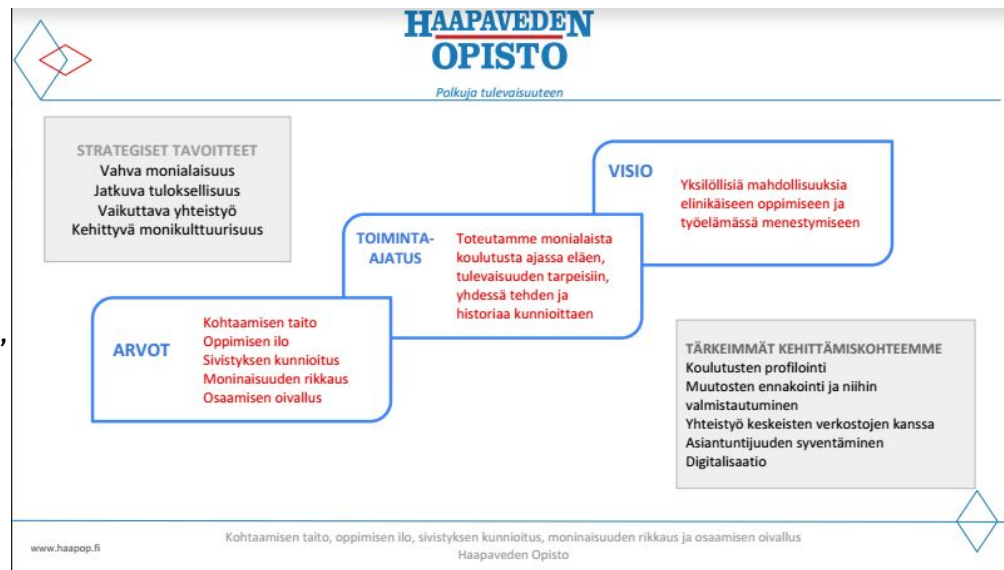 HAAPAVEDEN
OPISTO
Polkuja tulevaisuuteen
STRATEGISET TAVOITTEET
Vahva monialaisuus
Jatkuva tuloksellisuus
Vaikuttava yhteistyö
Kehittyvä monikulttuurisuus
VISIO
Yksilöllisiä mahdollisuuksia
elinikäiseen oppimiseen ja
työelämässä menestymiseen
TOIMINTA-
AJATUS
Toteutamme monialaista
koulutusta ajassa eläen,
tulevaisuuden tarpeisiin,
yhdessä tehden ja
historiaa kunnioittaen
,
ARVOT
Kohtaamisen taito
Oppimisen ilo
Sivistyksen kunnioitus
Moninaisuuden rikkaus
Osaamisen oivallus
TÄRKEIMMÄT KEHITTÄMISKOHTEEMME
Koulutusten profilointi
Muutosten ennakointi ja niihin
valmistautuminen
Yhteistyö keskeisten verkostojen kanssa
Asiantuntijuuden syventäminen
Digitalisaatio
www.haapop.fi
Kohtaamisen taito, oppimisen ilo, sivistyksen kunnioitus, moninaisuuden rikkaus ja osaamisen oivallus
Haapaveden Opisto